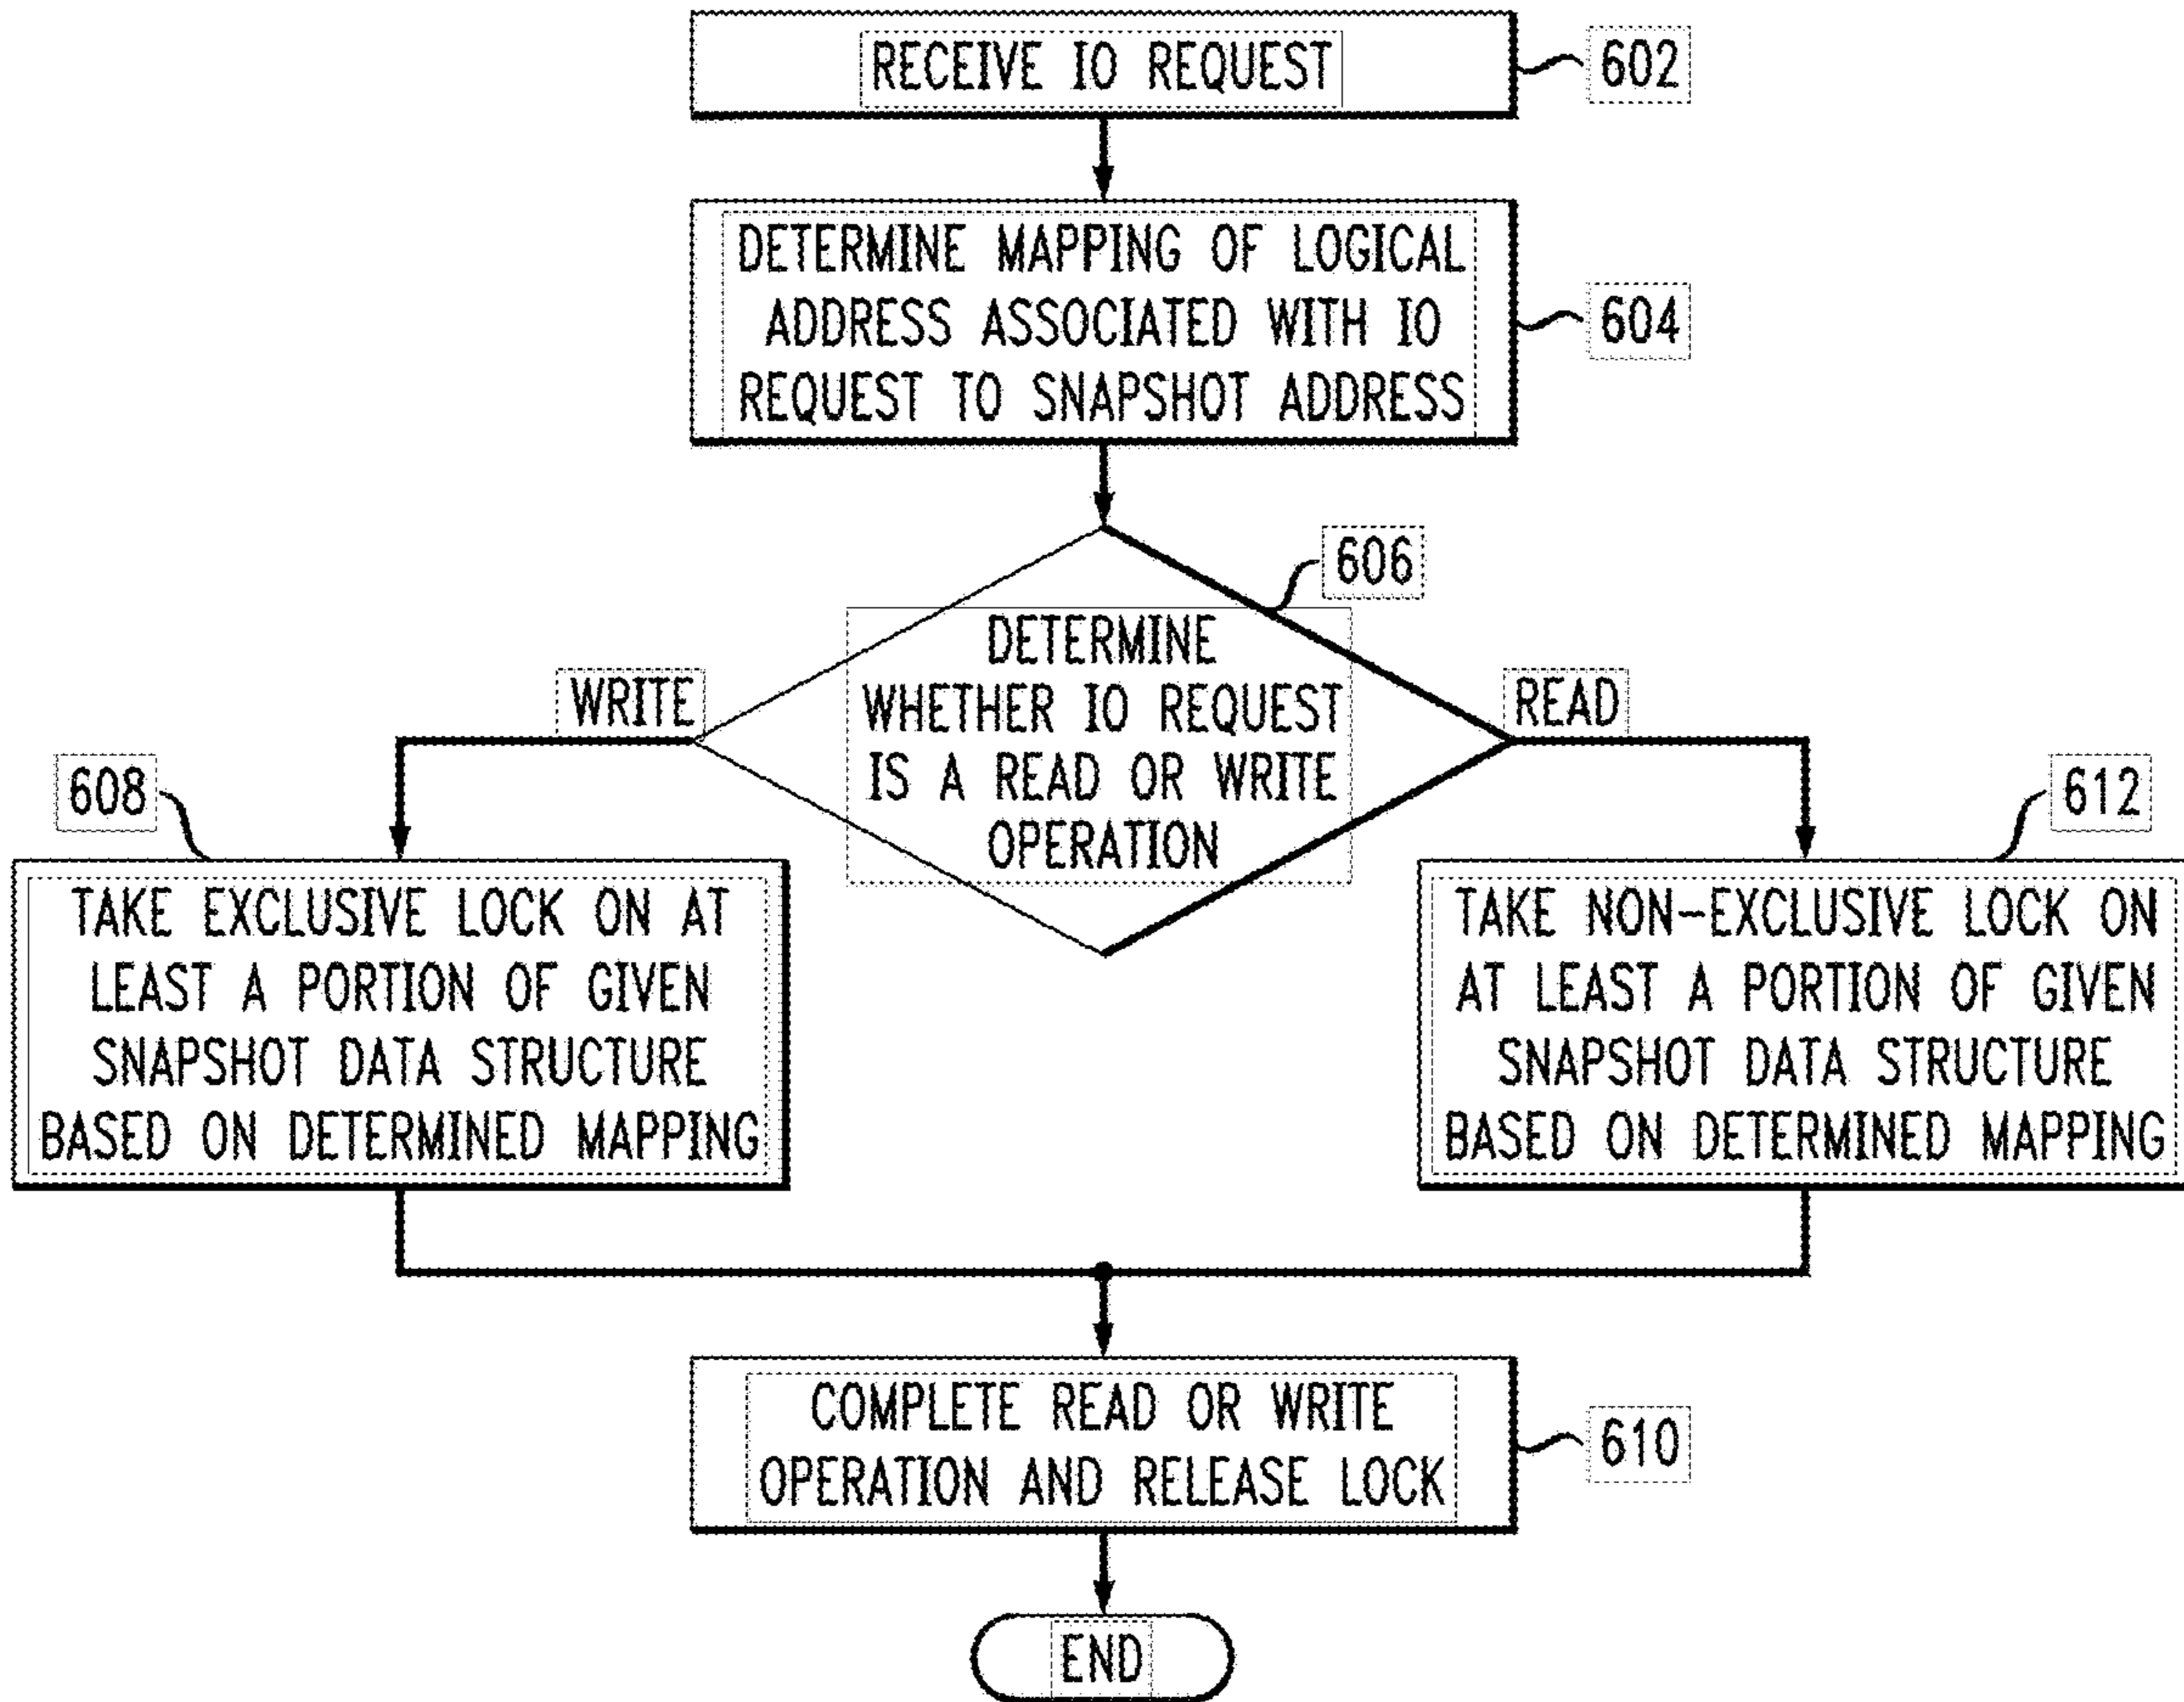 RECEIVE IO REQUEST
602
DETERMINE MAPPING OF LOGICAL
ADDRESS ASSOCIATED WITH IO
REQUEST TO SNAPSHOT ADDRESS
604
606
DETERMINE
WHETHER IO REQUEST
IS A READ OR WRITE
OPERATION
WRITE
READ
608
TAKE EXCLUSIVE LOCK ON AT
LEAST A PORTION OF GIVEN
SNAPSHOT DATA STRUCTURE
BASED ON DETERMINED MAPPING
612
TAKE NON-EXCLUSIVE LOCK ON
AT LEAST A PORTION OF GIVEN
SNAPSHOT DATA STRUCTURE
BASED ON DETERMINED MAPPING
COMPLETE READ OR WRITE
OPERATION AND RELEASE LOCK
610
END